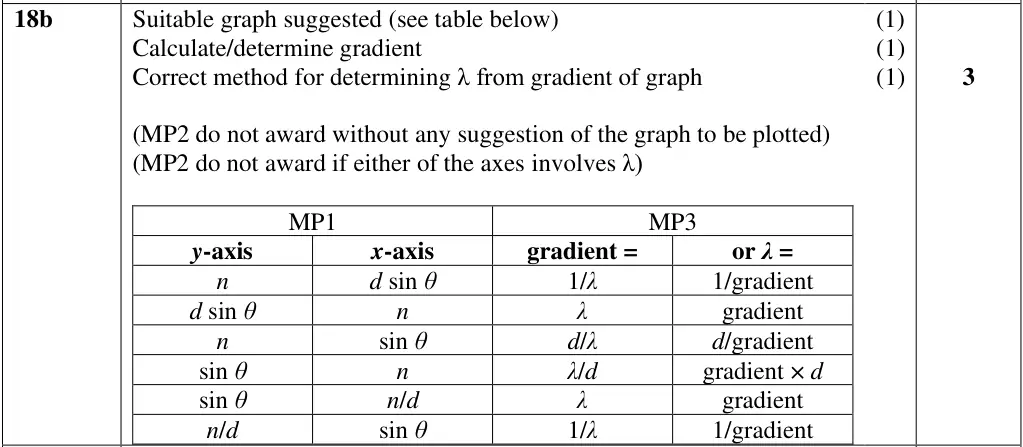 18b Suitable graph suggested (see table below) (1)
Calculate/determine gradient (1)
Correct method for determining λ from gradient of graph (1) 3
(MP2 do not award without any suggestion of the graph to be plotted)
(MP2 do not award if either of the axes involves λ)
MP1 MP3
y-axis x-axis gradient = or λ =
n d sin θ 1/λ 1/gradient
d sin θ n λ gradient
n sin θ d/λ d/gradient
sin θ n λ/d gradient × d
sin θ n/d λ gradient
n/d sin θ 1/λ 1/gradient